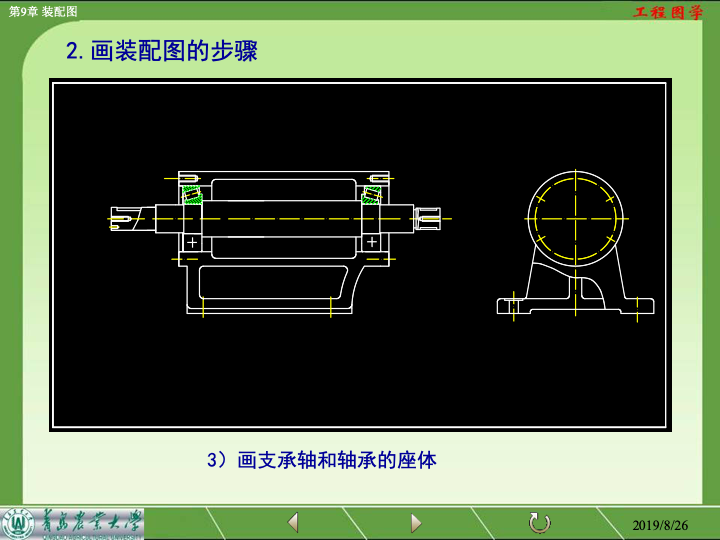 第9章 装配图
工程图学
2.画装配图的步骤
3）画支承轴和轴承的座体
青岛农业大学
2019/8/26